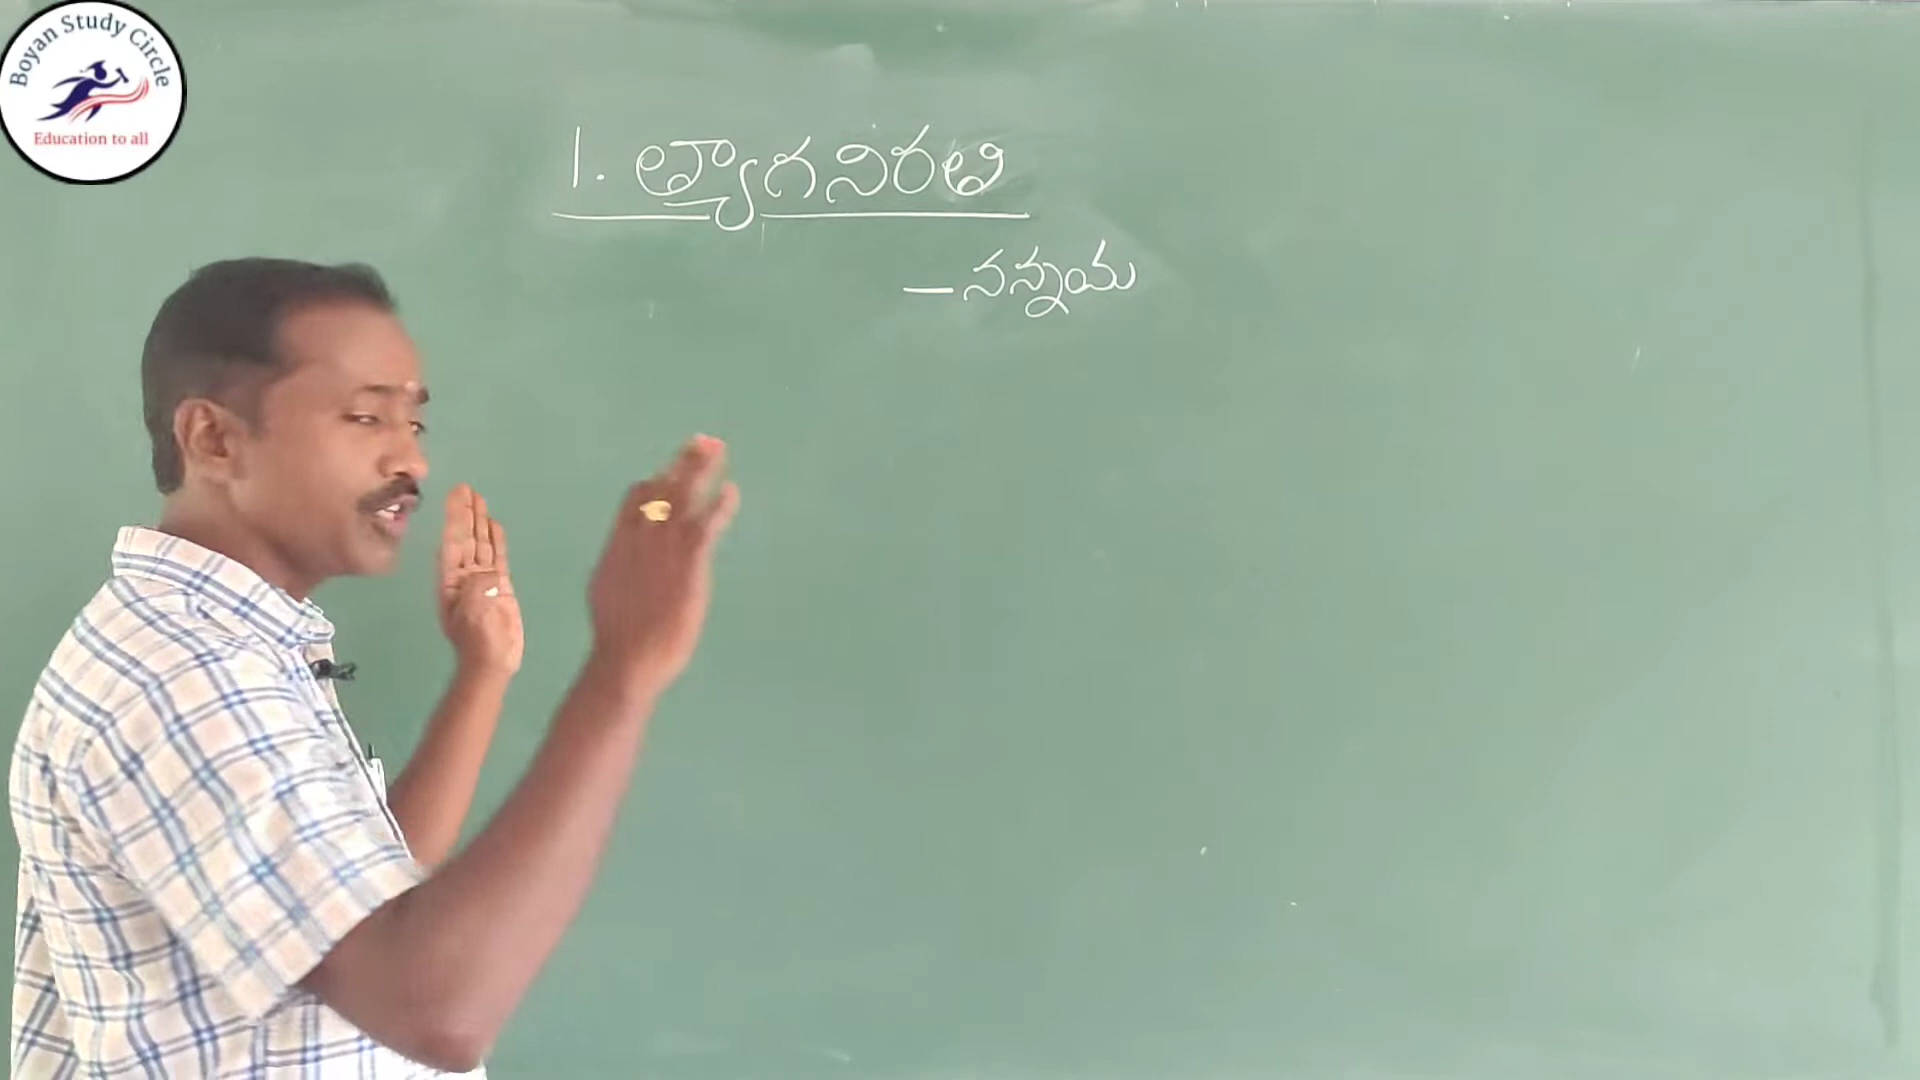 Boyan Study Circle
Education to all
1. త్యాగనిరతి
– నన్నయ